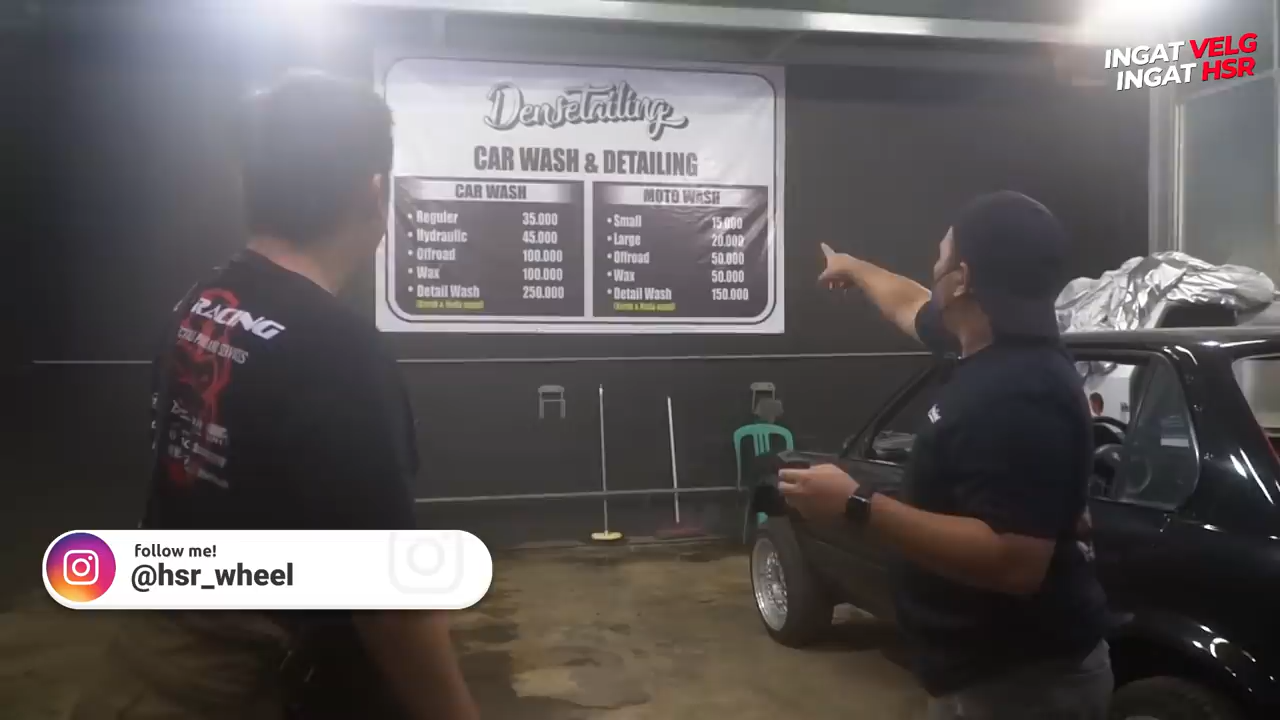 INGAT VELG
INGAT HSR
Densetailing
CAR WASH & DETAILING
CAR WASH
• Reguler 35.000
• Hydraulic 45.000
• Offroad 100.000
• Wax 100.000
• Detail Wash 250.000
MOTO WASH
• Small 15.000
• Large 20.000
• Offroad 50.000
• Wax 50.000
• Detail Wash 150.000
RACING
follow me!
@hsr_wheel